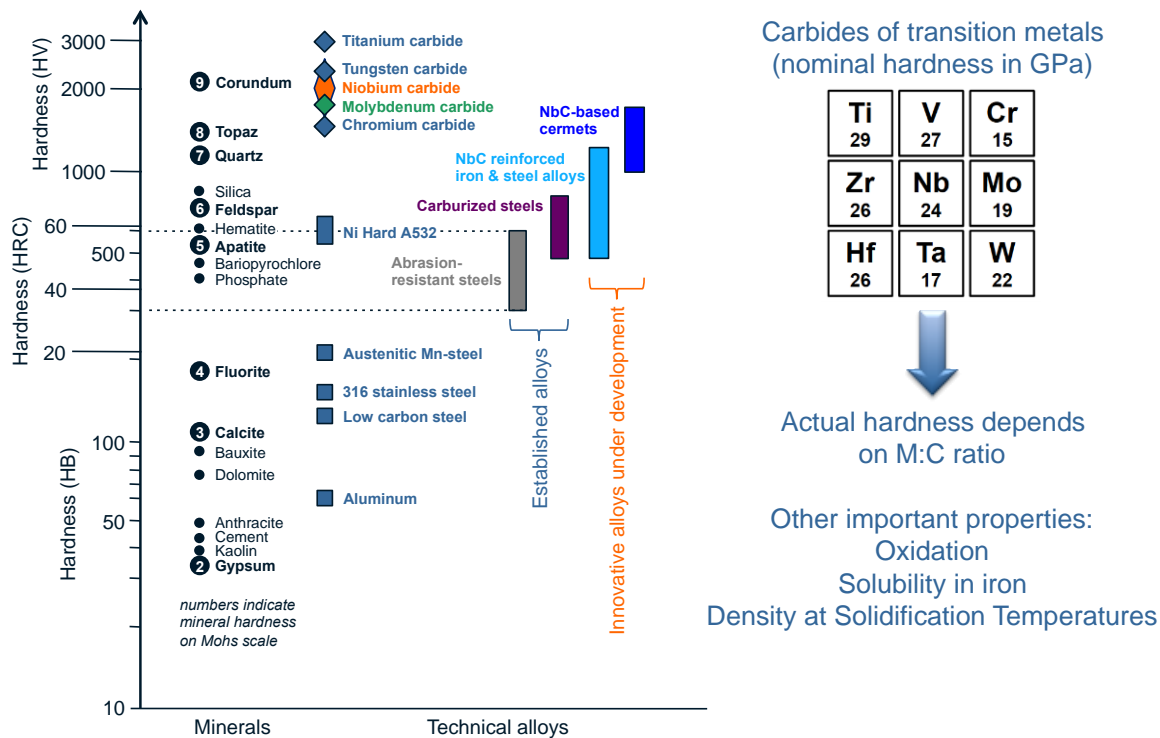 Hardness (HV)
Hardness (HRC)
Hardness (HB)
3000
2000
1000
60
500
40
20
100
50
10
9 Corundum
8 Topaz
7 Quartz
Silica
6 Feldspar
Hematite
5 Apatite
Bariopyrochlore
Phosphate
4 Fluorite
3 Calcite
Bauxite
Dolomite
Anthracite
Cement
Kaolin
2 Gypsum
numbers indicate
mineral hardness
on Mohs scale
Titanium carbide
Tungsten carbide
Niobium carbide
Molybdenum carbide
Chromium carbide
Ni Hard A532
Austenitic Mn-steel
316 stainless steel
Low carbon steel
Aluminum
Abrasion-
resistant steels
Carburized steels
NbC reinforced
iron & steel alloys
NbC-based
cermets
Established alloys
Innovative alloys under development
Minerals
Technical alloys
Carbides of transition metals
(nominal hardness in GPa)
Ti V Cr
29 27 15
Zr Nb Mo
26 24 19
Hf Ta W
26 17 22
Actual hardness depends
on M:C ratio
Other important properties:
Oxidation
Solubility in iron
Density at Solidification Temperatures